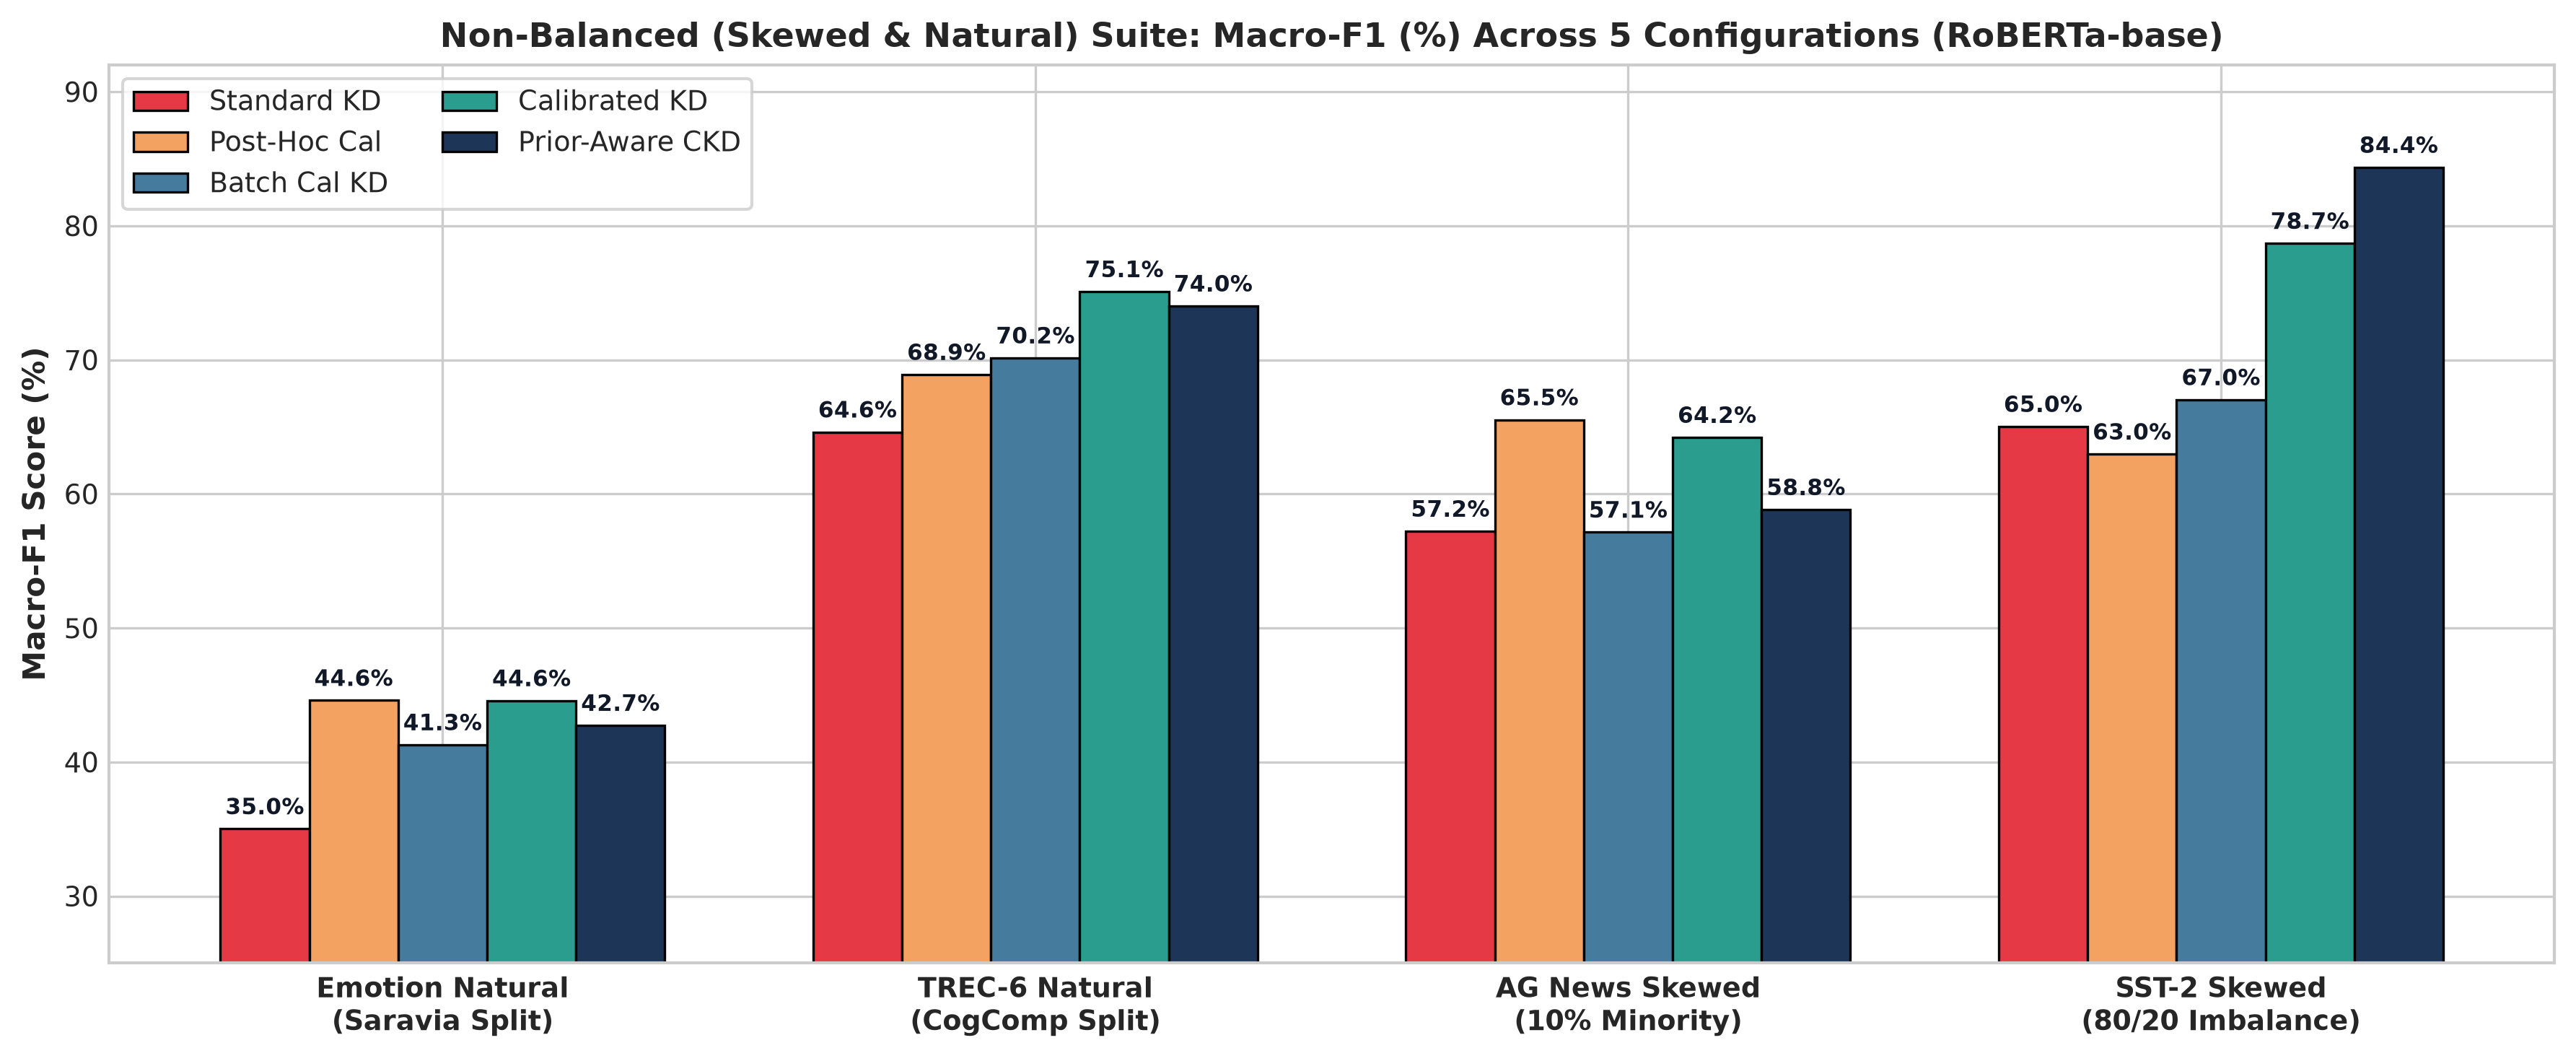 Non-Balanced (Skewed & Natural) Suite: Macro-F1 (%) Across 5 Configurations (RoBERTa-base)
Standard KD
Post-Hoc Cal
Batch Cal KD
Calibrated KD
Prior-Aware CKD
Macro-F1 Score (%)
90
80
70
60
50
40
30
35.0%
44.6%
41.3%
44.6%
42.7%
64.6%
68.9%
70.2%
75.1%
74.0%
57.2%
65.5%
57.1%
64.2%
58.8%
65.0%
63.0%
67.0%
78.7%
84.4%
Emotion Natural
(Saravia Split)
TREC-6 Natural
(CogComp Split)
AG News Skewed
(10% Minority)
SST-2 Skewed
(80/20 Imbalance)